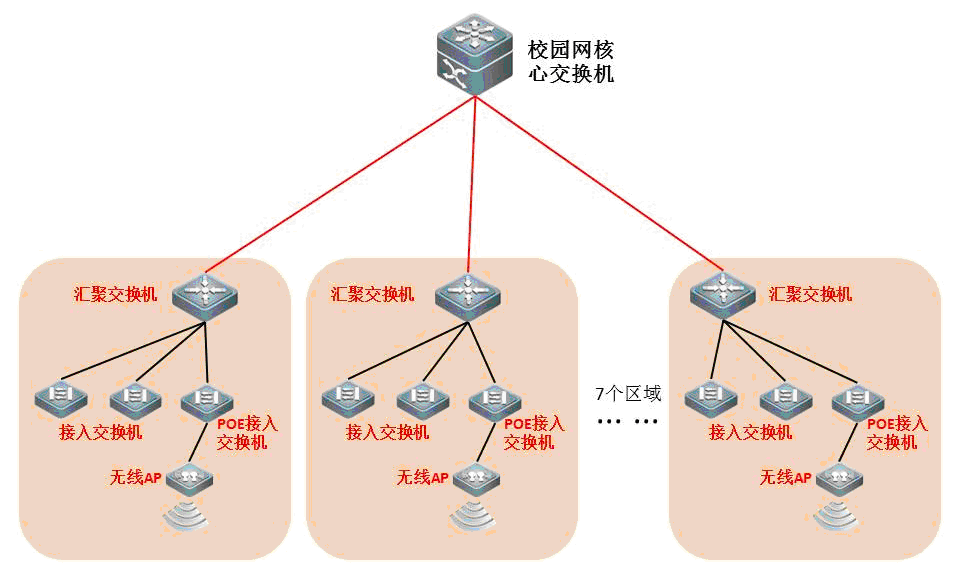 校园网核
心交换机
汇聚交换机
汇聚交换机
汇聚交换机
接入交换机
POE接入
交换机
无线AP
接入交换机
POE接入
交换机
无线AP
7个区域
... ...
接入交换机
POE接入
交换机
无线AP